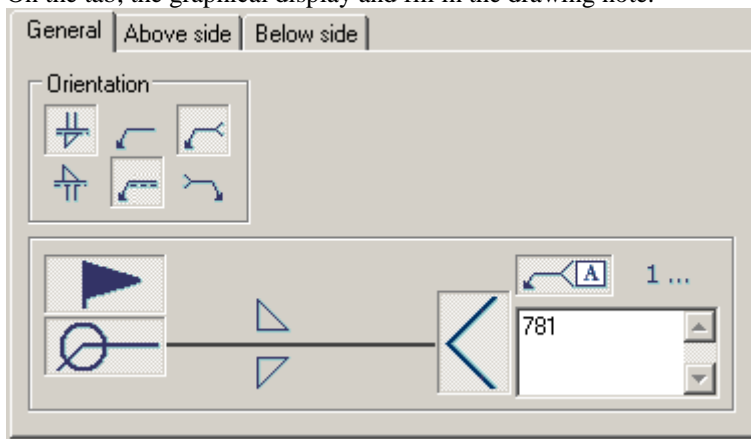 On the tab, the graphical display and fill in the drawing note.
General Above side Below side
Orientation
A 1 ...
781